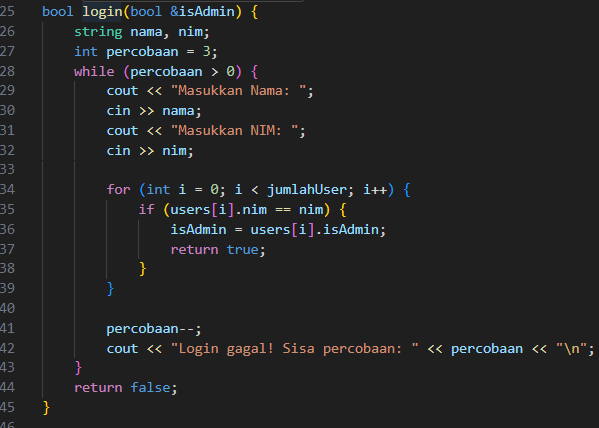 25 bool login(bool &isAdmin) {
26     string nama, nim;
27     int percobaan = 3;
28     while (percobaan > 0) {
29         cout << "Masukkan Nama: ";
30         cin >> nama;
31         cout << "Masukkan NIM: ";
32         cin >> nim;
33
34         for (int i = 0; i < jumlahUser; i++) {
35             if (users[i].nim == nim) {
36                 isAdmin = users[i].isAdmin;
37                 return true;
38             }
39         }
40
41         percobaan--;
42         cout << "Login gagal! Sisa percobaan: " << percobaan << "\n";
43     }
44     return false;
45 }
46